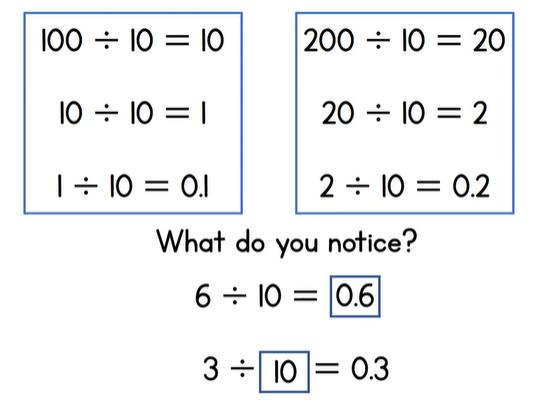 100 ÷ 10 = 10
10 ÷ 10 = 1
1 ÷ 10 = 0.1
200 ÷ 10 = 20
20 ÷ 10 = 2
2 ÷ 10 = 0.2
What do you notice?
6 ÷ 10 = 0.6
3 ÷ 10 = 0.3